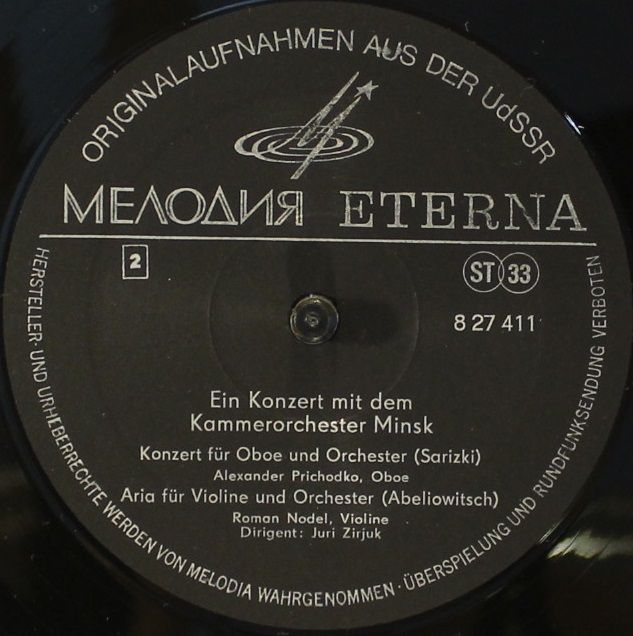 ORIGINALAUFNAHMEN AUS DER UdSSR
МЕЛОДИЯ ETERNA
2
ST 33
8 27 411
Ein Konzert mit dem
Kammerorchester Minsk
Konzert für Oboe und Orchester (Sarizki)
Alexander Prichodko, Oboe
Aria für Violine und Orchester (Abeliowitsch)
Roman Nodel, Violine
Dirigent: Juri Zirjuk
HERSTELLER- UND URHEBERRECHTE WERDEN VON MELODIA WAHRGENOMMEN · ÜBERSPIELUNG UND RUNDFUNKSENDUNG VERBOTEN